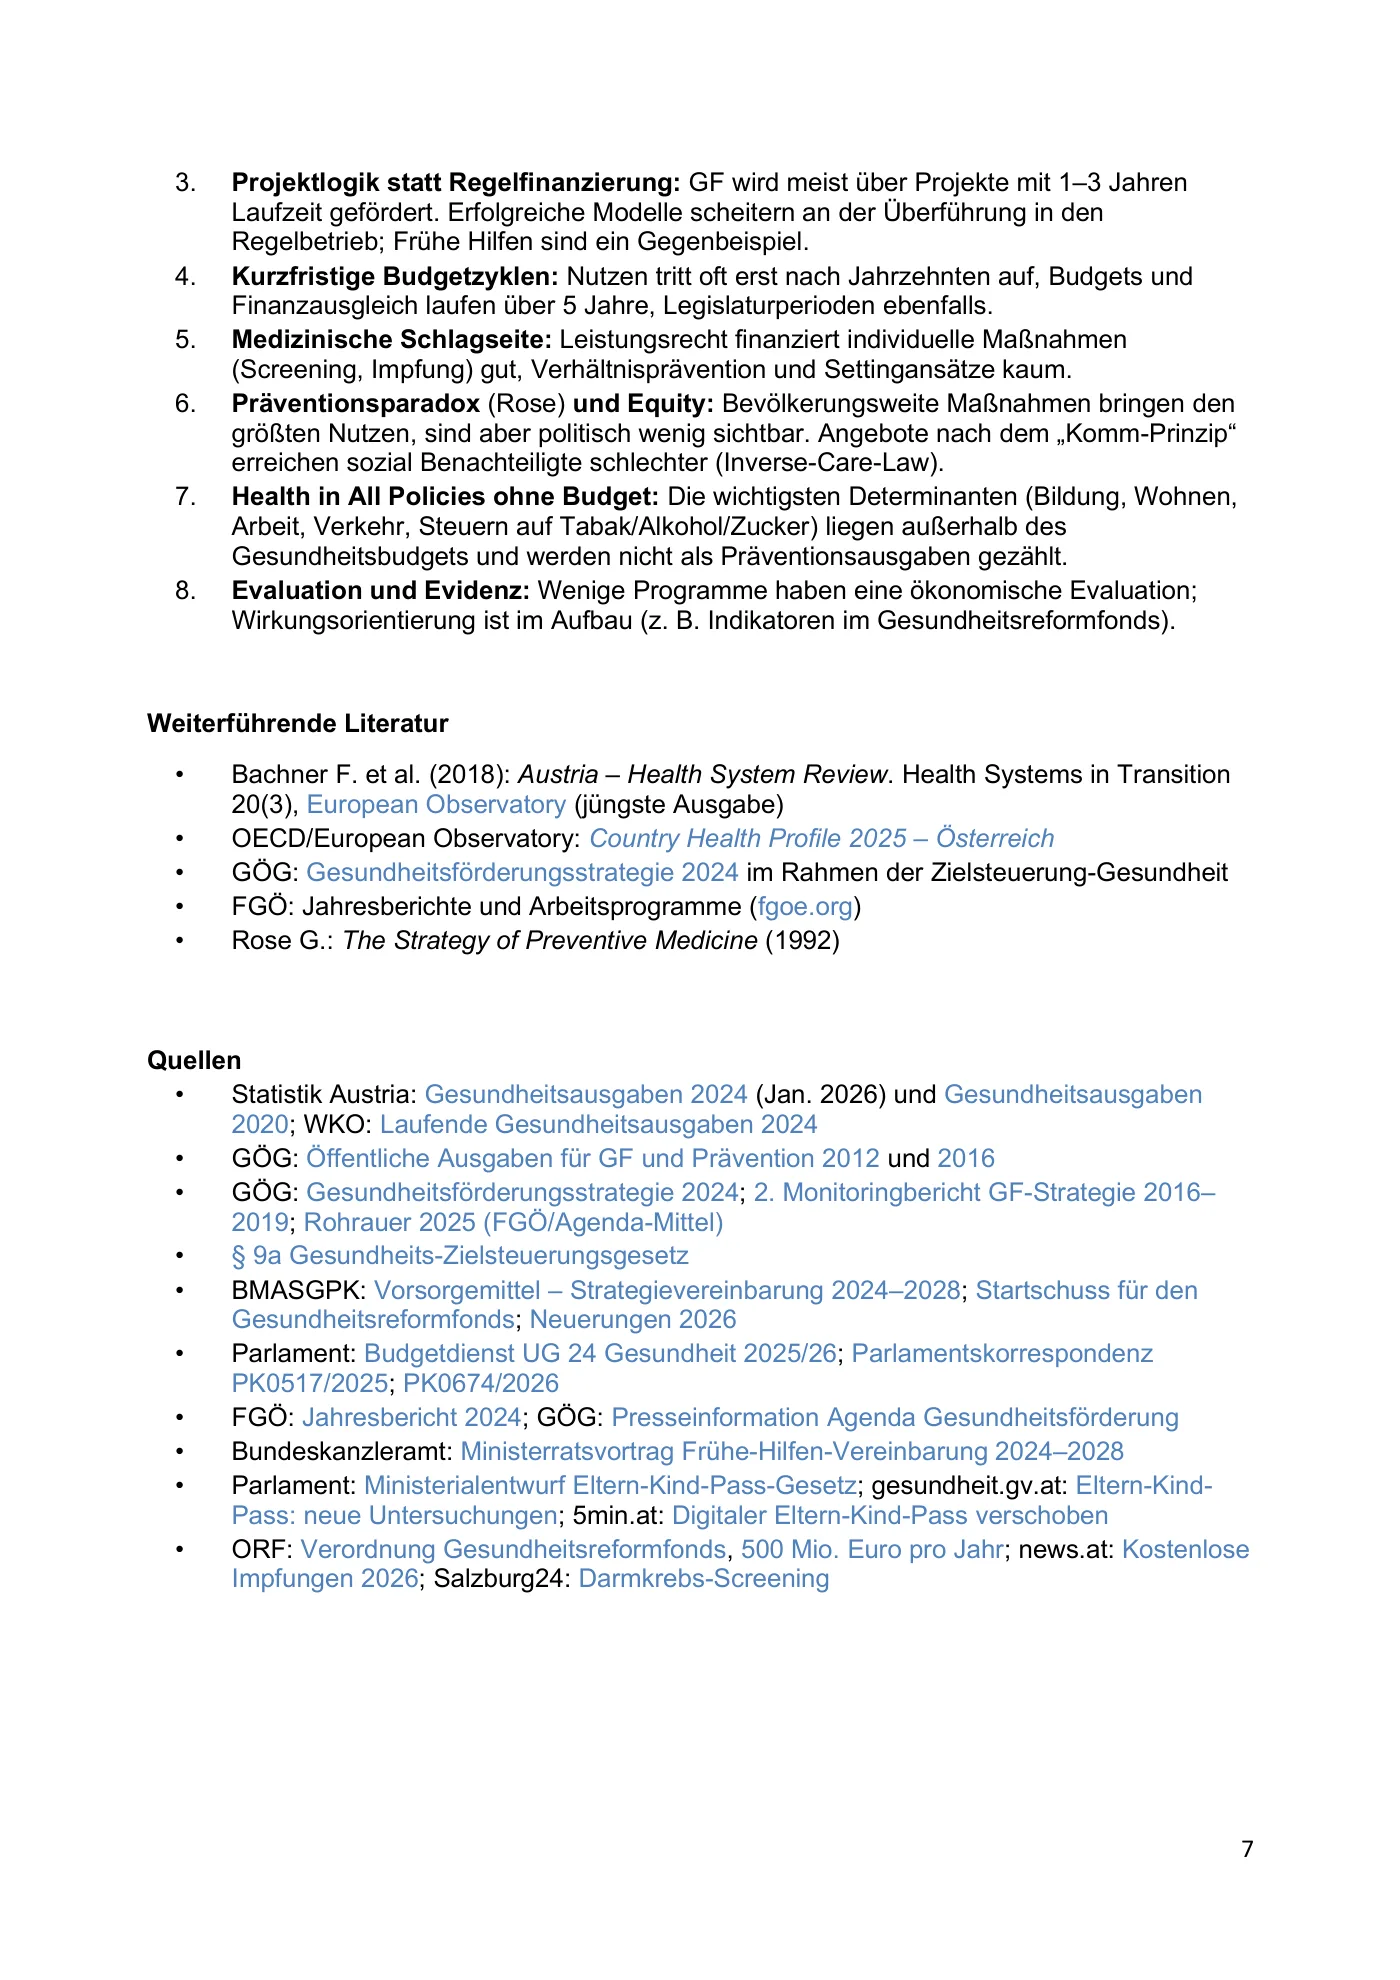 3. Projektlogik statt Regelfinanzierung: GF wird meist über Projekte mit 1–3 Jahren
Laufzeit gefördert. Erfolgreiche Modelle scheitern an der Überführung in den
Regelbetrieb; Frühe Hilfen sind ein Gegenbeispiel.
4. Kurzfristige Budgetzyklen: Nutzen tritt oft erst nach Jahrzehnten auf, Budgets und
Finanzausgleich laufen über 5 Jahre, Legislaturperioden ebenfalls.
5. Medizinische Schlagseite: Leistungsrecht finanziert individuelle Maßnahmen
(Screening, Impfung) gut, Verhältnisprävention und Settingansätze kaum.
6. Präventionsparadox (Rose) und Equity: Bevölkerungsweite Maßnahmen bringen den
größten Nutzen, sind aber politisch wenig sichtbar. Angebote nach dem „Komm-Prinzip“
erreichen sozial Benachteiligte schlechter (Inverse-Care-Law).
7. Health in All Policies ohne Budget: Die wichtigsten Determinanten (Bildung, Wohnen,
Arbeit, Verkehr, Steuern auf Tabak/Alkohol/Zucker) liegen außerhalb des
Gesundheitsbudgets und werden nicht als Präventionsausgaben gezählt.
8. Evaluation und Evidenz: Wenige Programme haben eine ökonomische Evaluation;
Wirkungsorientierung ist im Aufbau (z. B. Indikatoren im Gesundheitsreformfonds).
Weiterführende Literatur
• Bachner F. et al. (2018): Austria – Health System Review. Health Systems in Transition
20(3), European Observatory (jüngste Ausgabe)
• OECD/European Observatory: Country Health Profile 2025 – Österreich
• GÖG: Gesundheitsförderungsstrategie 2024 im Rahmen der Zielsteuerung-Gesundheit
• FGÖ: Jahresberichte und Arbeitsprogramme (fgoe.org)
• Rose G.: The Strategy of Preventive Medicine (1992)
Quellen
• Statistik Austria: Gesundheitsausgaben 2024 (Jan. 2026) und Gesundheitsausgaben
2020; WKO: Laufende Gesundheitsausgaben 2024
• GÖG: Öffentliche Ausgaben für GF und Prävention 2012 und 2016
• GÖG: Gesundheitsförderungsstrategie 2024; 2. Monitoringbericht GF-Strategie 2016–
2019; Rohrauer 2025 (FGÖ/Agenda-Mittel)
• § 9a Gesundheits-Zielsteuerungsgesetz
• BMASGPK: Vorsorgemittel – Strategievereinbarung 2024–2028; Startschuss für den
Gesundheitsreformfonds; Neuerungen 2026
• Parlament: Budgetdienst UG 24 Gesundheit 2025/26; Parlamentskorrespondenz
PK0517/2025; PK0674/2026
• FGÖ: Jahresbericht 2024; GÖG: Presseinformation Agenda Gesundheitsförderung
• Bundeskanzleramt: Ministerratsvortrag Frühe-Hilfen-Vereinbarung 2024–2028
• Parlament: Ministerialentwurf Eltern-Kind-Pass-Gesetz; gesundheit.gv.at: Eltern-Kind-
Pass: neue Untersuchungen; 5min.at: Digitaler Eltern-Kind-Pass verschoben
• ORF: Verordnung Gesundheitsreformfonds, 500 Mio. Euro pro Jahr; news.at: Kostenlose
Impfungen 2026; Salzburg24: Darmkrebs-Screening
7